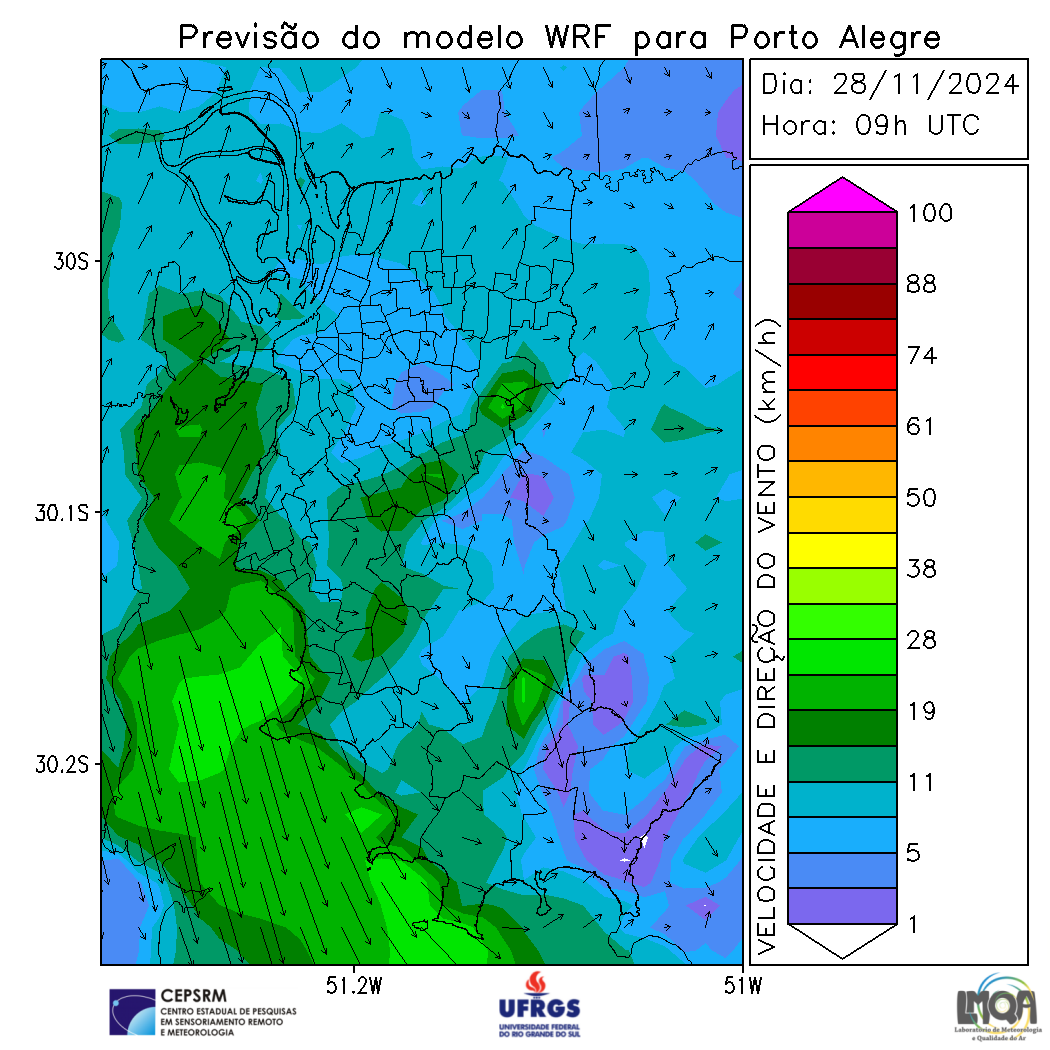 Previsão do modelo WRF para Porto Alegre
Dia: 28/11/2024
Hora: 09h UTC
30S
30.1S
30.2S
51.2W
51W
VELOCIDADE E DIREÇÃO DO VENTO (km/h)
100
88
74
61
50
38
28
19
11
5
1
CEPSRM
CENTRO ESTADUAL DE PESQUISAS
EM SENSORIAMENTO REMOTO
E METEOROLOGIA
UFRGS
UNIVERSIDADE FEDERAL
DO RIO GRANDE DO SUL
LMQA
Laboratório de Meteorologia
e Qualidade do Ar